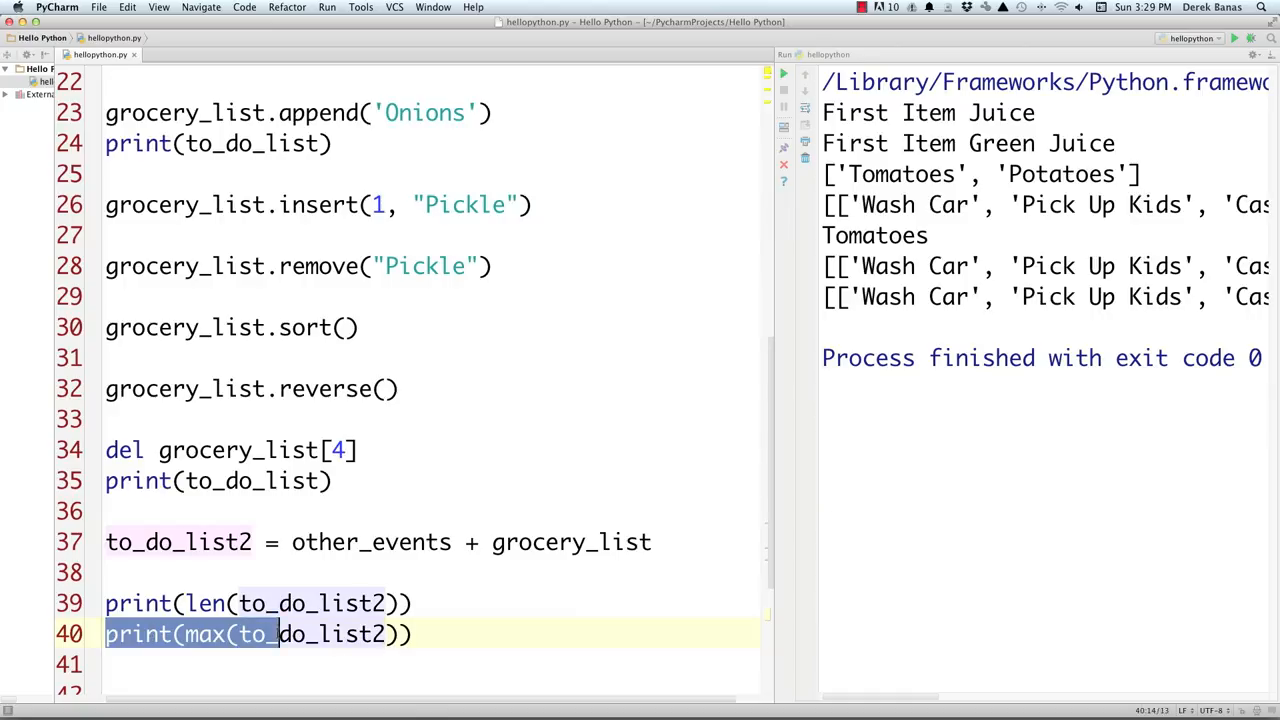 PyCharm File Edit View Navigate Code Refactor Run Tools VCS Window Help 10 Sun 3:29 PM Derek Banas
hellopython.py – Hello Python – [~/PycharmProjects/Hello Python]
Hello Python hellopython.py hellopython
hellopython.py Run hellopython
Hello P
hell
Extern
22
23 grocery_list.append('Onions')
24 print(to_do_list)
25
26 grocery_list.insert(1, "Pickle")
27
28 grocery_list.remove("Pickle")
29
30 grocery_list.sort()
31
32 grocery_list.reverse()
33
34 del grocery_list[4]
35 print(to_do_list)
36
37 to_do_list2 = other_events + grocery_list
38
39 print(len(to_do_list2))
40 print(max(to_do_list2))
41
42
/Library/Frameworks/Python.framewo
First Item Juice
First Item Green Juice
['Tomatoes', 'Potatoes']
[['Wash Car', 'Pick Up Kids', 'Cas
Tomatoes
[['Wash Car', 'Pick Up Kids', 'Cas
[['Wash Car', 'Pick Up Kids', 'Cas
Process finished with exit code 0
40:14/13 LF UTF-8